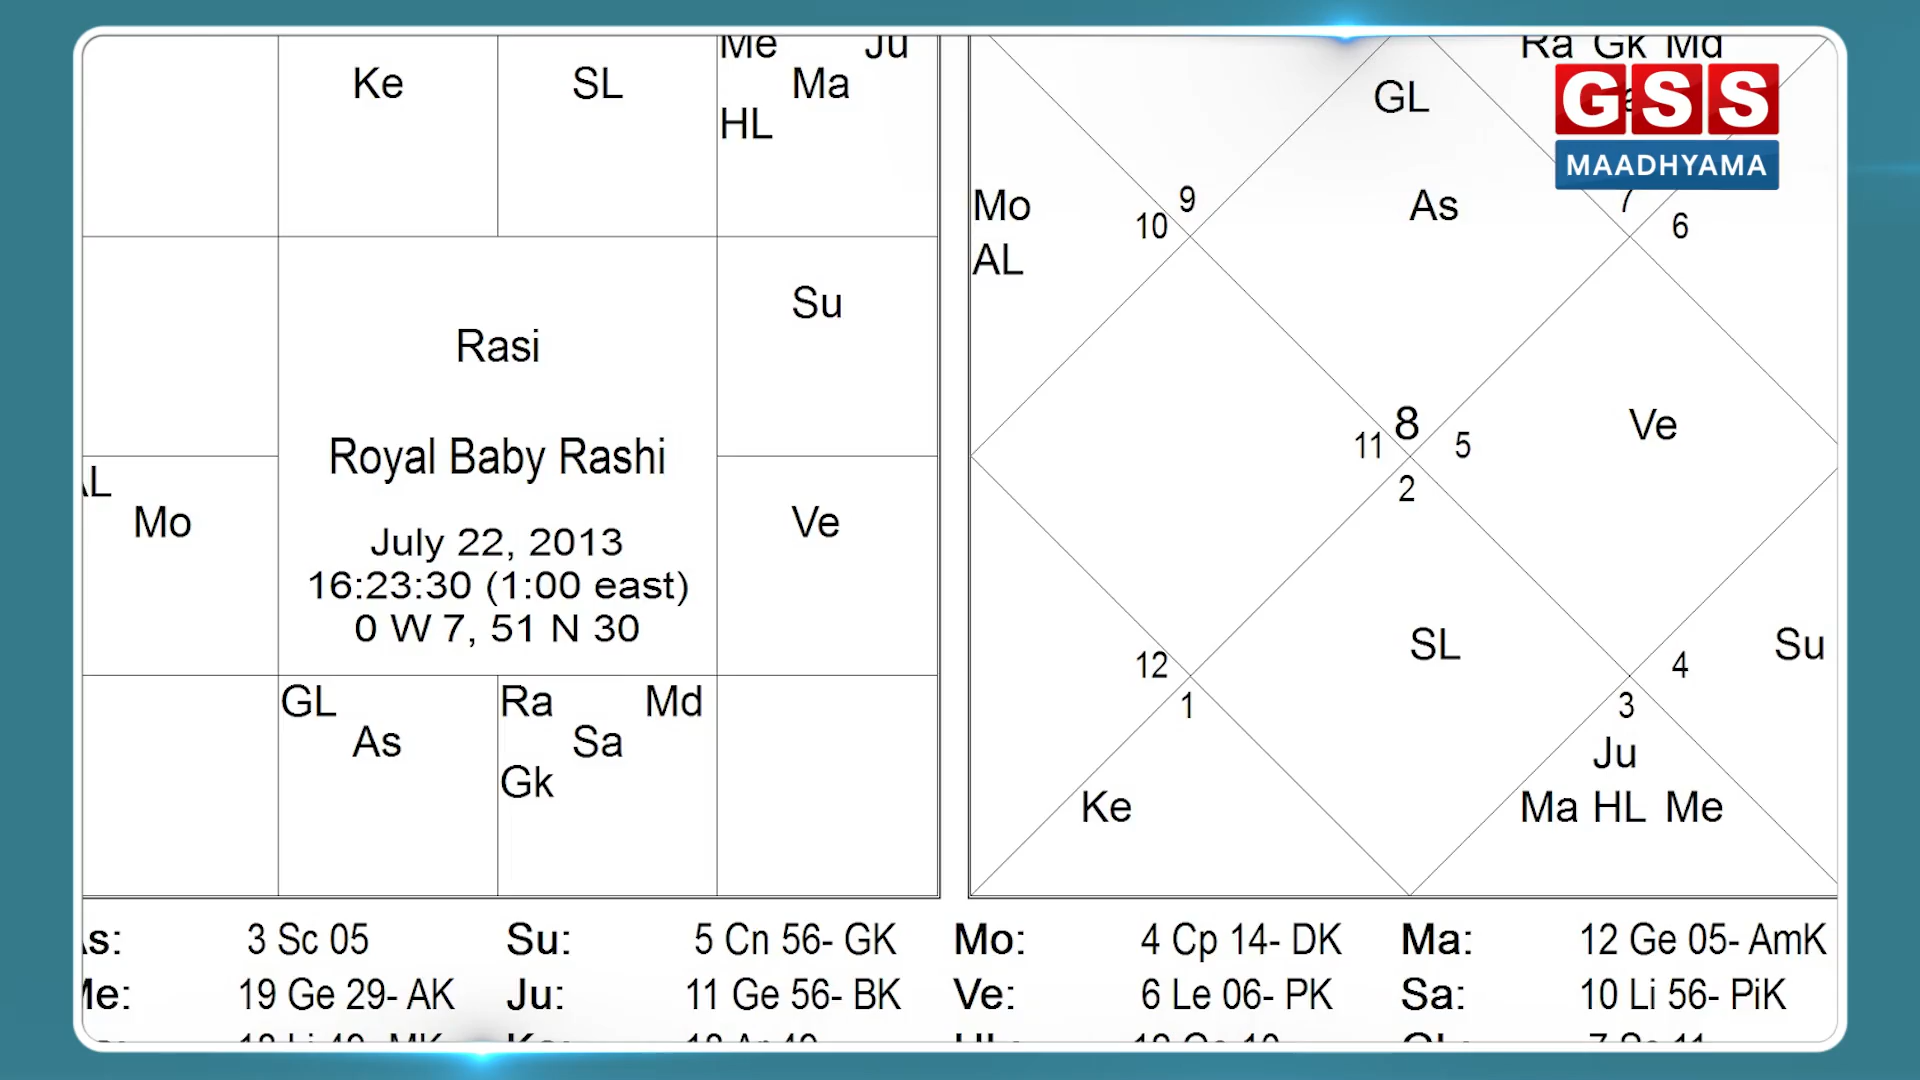 Me Ju
Ke SL Ma
HL
Su
Rasi
Royal Baby Rashi
July 22, 2013
16:23:30 (1:00 east)
0 W 7, 51 N 30
AL
Mo
Ve
GL
As
Ra Md
Sa
Gk
Ra Gk Md
GL
GSS
MAADHYAMA
Mo
AL
9
10
As
7
6
8
11 5
2
Ve
SL
Su
12
1
4
3
Ju
Ke
Ma HL Me
As: 3 Sc 05 Su: 5 Cn 56- GK Mo: 4 Cp 14- DK Ma: 12 Ge 05- AmK
Me: 19 Ge 29- AK Ju: 11 Ge 56- BK Ve: 6 Le 06- PK Sa: 10 Li 56- PiK